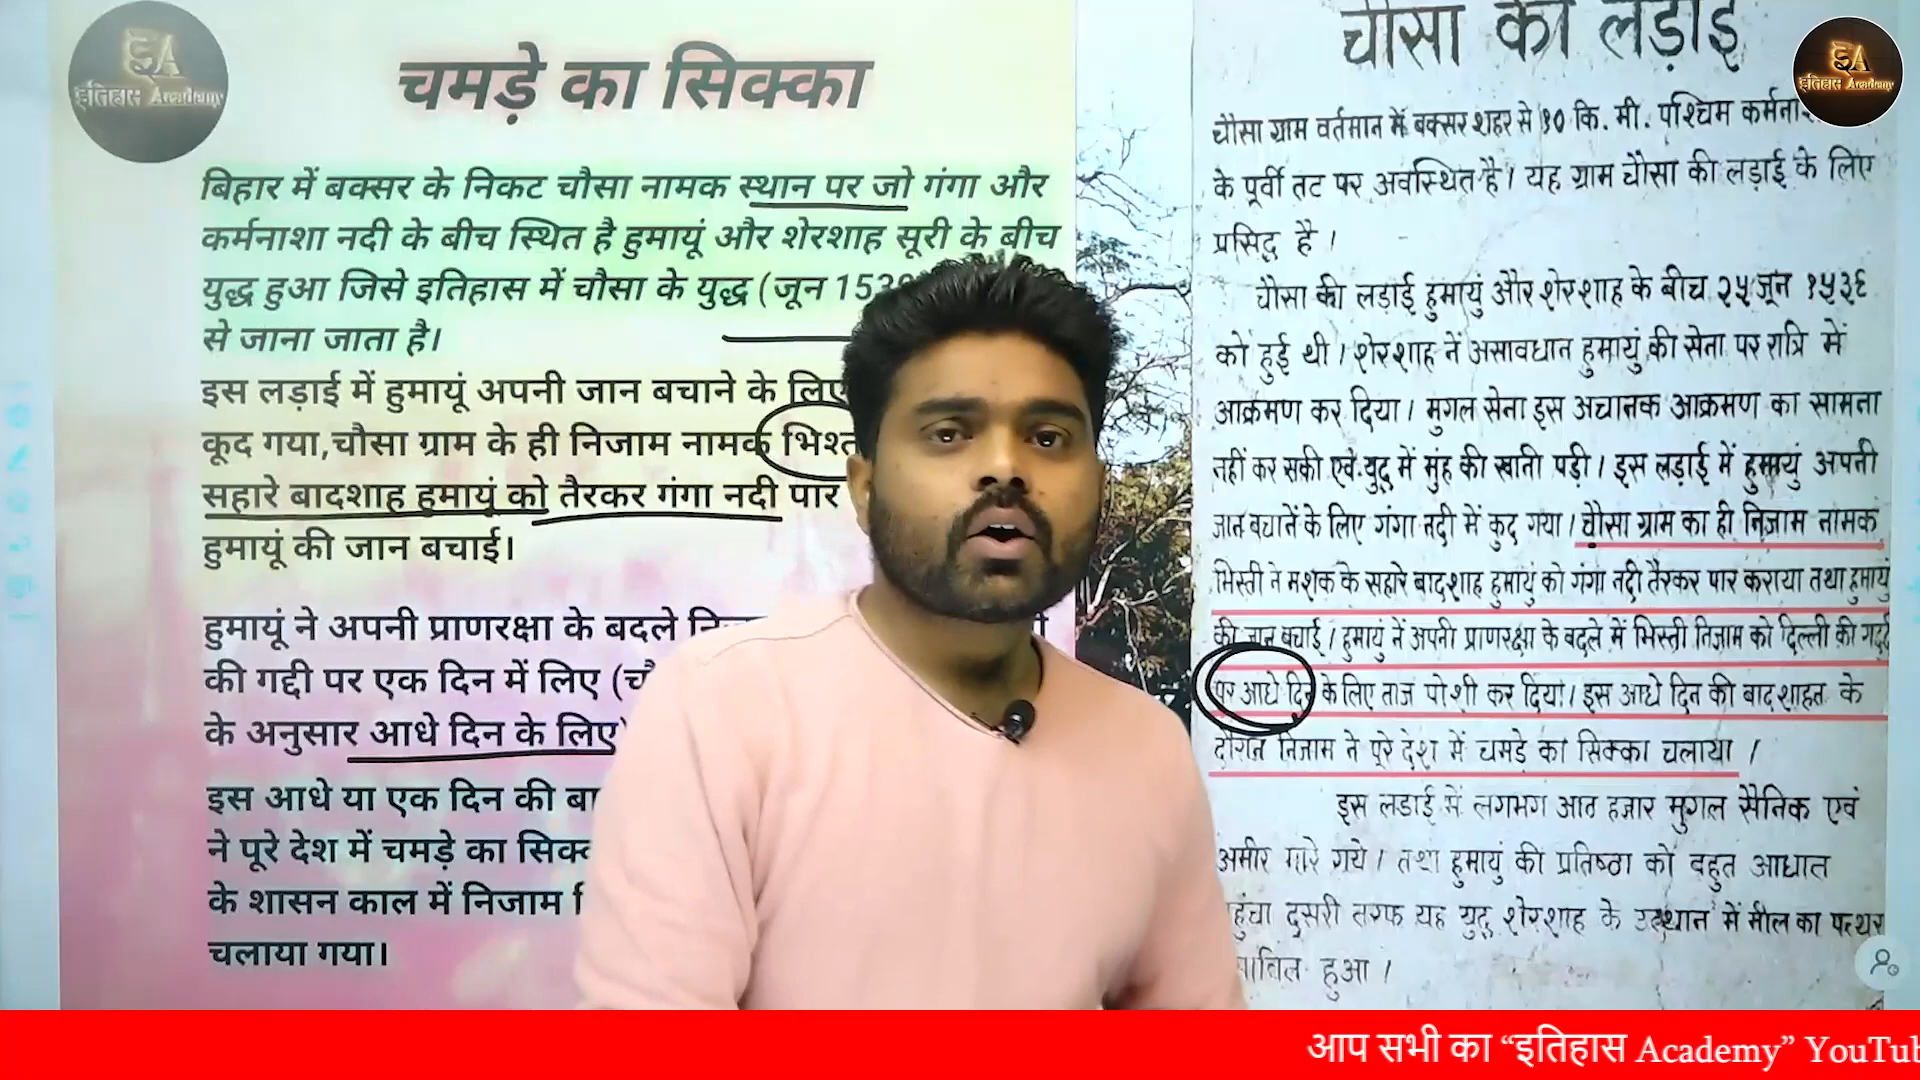 इतिहास Academy
चमड़े का सिक्का
बिहार में बक्सर के निकट चौसा नामक स्थान पर जो गंगा और
कर्मनाशा नदी के बीच स्थित है हुमायूं और शेरशाह सूरी के बीच
युद्ध हुआ जिसे इतिहास में चौसा के युद्ध (जून 1539
से जाना जाता है।
इस लड़ाई में हुमायूं अपनी जान बचाने के लिए
कूद गया,चौसा ग्राम के ही निजाम नामक भिश्त
सहारे बादशाह हुमायूं को तैरकर गंगा नदी पार
हुमायूं की जान बचाई।
हुमायूं ने अपनी प्राणरक्षा के बदले
की गद्दी पर एक दिन में लिए
के अनुसार आधे दिन के लिए)
इस आधे या एक दिन की
ने पूरे देश में चमड़े का
के शासन काल में निजाम
चलाया गया।
चौसा की लड़ाई
इतिहास Academy
चौसा ग्राम वर्तमान में बक्सर शहर से १० कि. मी. पश्चिम
के पूर्वी तट पर अवस्थित है। यह ग्राम चौसा की लड़ाई के लिए
प्रसिद्ध है।
चौसा की लड़ाई हुमायुं और शेरशाह के बीच २५ जून १५३६
को हुई थी। शेरशाह नें असावधान हुमायुं की सेना पर रात्रि में
आक्रमण कर दिया। मुगल सेना इस अचानक आक्रमण का सामना
नहीं कर सकी एवं युद्ध में मुंह की खानी पड़ी। इस लड़ाई में हुमायुं अपनी
जान बचानें के लिए गंगा नदी में कुद गया। चौसा ग्राम का ही निजाम नामक
भिस्ती ने मशक के सहारे बादशाह हुमायुं को गंगा नदी तैरकर पार कराया तथा हुमायुं
की जान बचाई। हुमायुं नें अपनी प्राणरक्षा के बदले में भिस्ती निजाम को दिल्ली की
पर आधे दिन के लिए ताज पोशी कर दिया। इस आधे दिन की बादशाहत के
दौरान निजाम ने पूरे देश में चमड़े का सिक्का चलाया।
इस लडाई में लगभग आठ हजार मुगल सैनिक एवं
अमीर मारे गये। तथा हुमायुं की प्रतिष्ठा को बहुत आघात
दुसरी तरफ यह युद्ध शेरशाह के उत्थान में मील का पत्थर
हुआ।
आप सभी का “इतिहास Academy”